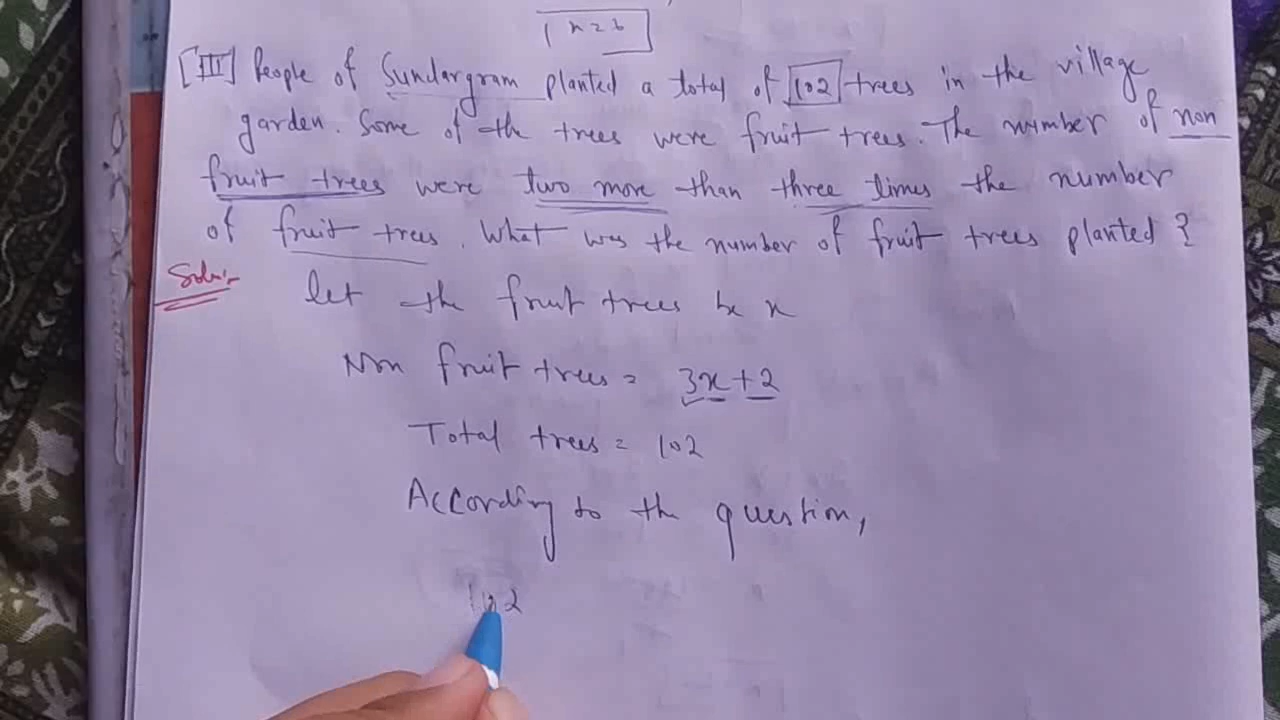 x = 6
[III] People of Sundargram planted a total of 102 trees in the village
garden. Some of the trees were fruit trees. The number of non
fruit trees were two more than three times the number
of fruit trees. What was the number of fruit trees planted?
Soln:-
let the fruit trees be x
Non fruit trees = 3x + 2
Total trees = 102
According to the question,
102